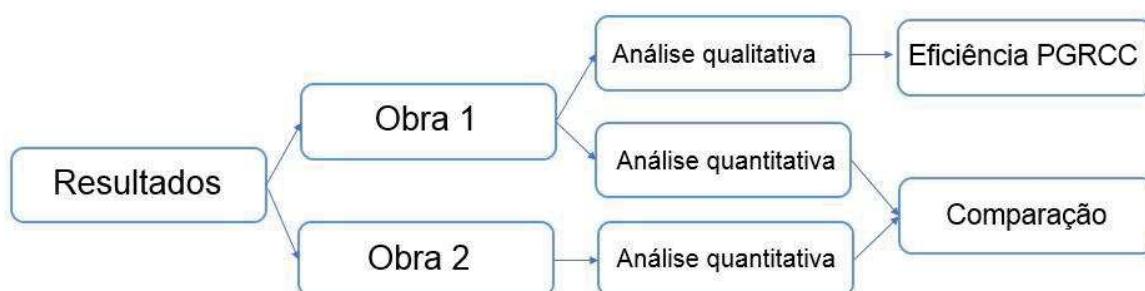 Resultados
Obra 1
Análise qualitativa
Eficiência PGRCC
Análise quantitativa
Comparação
Obra 2
Análise quantitativa